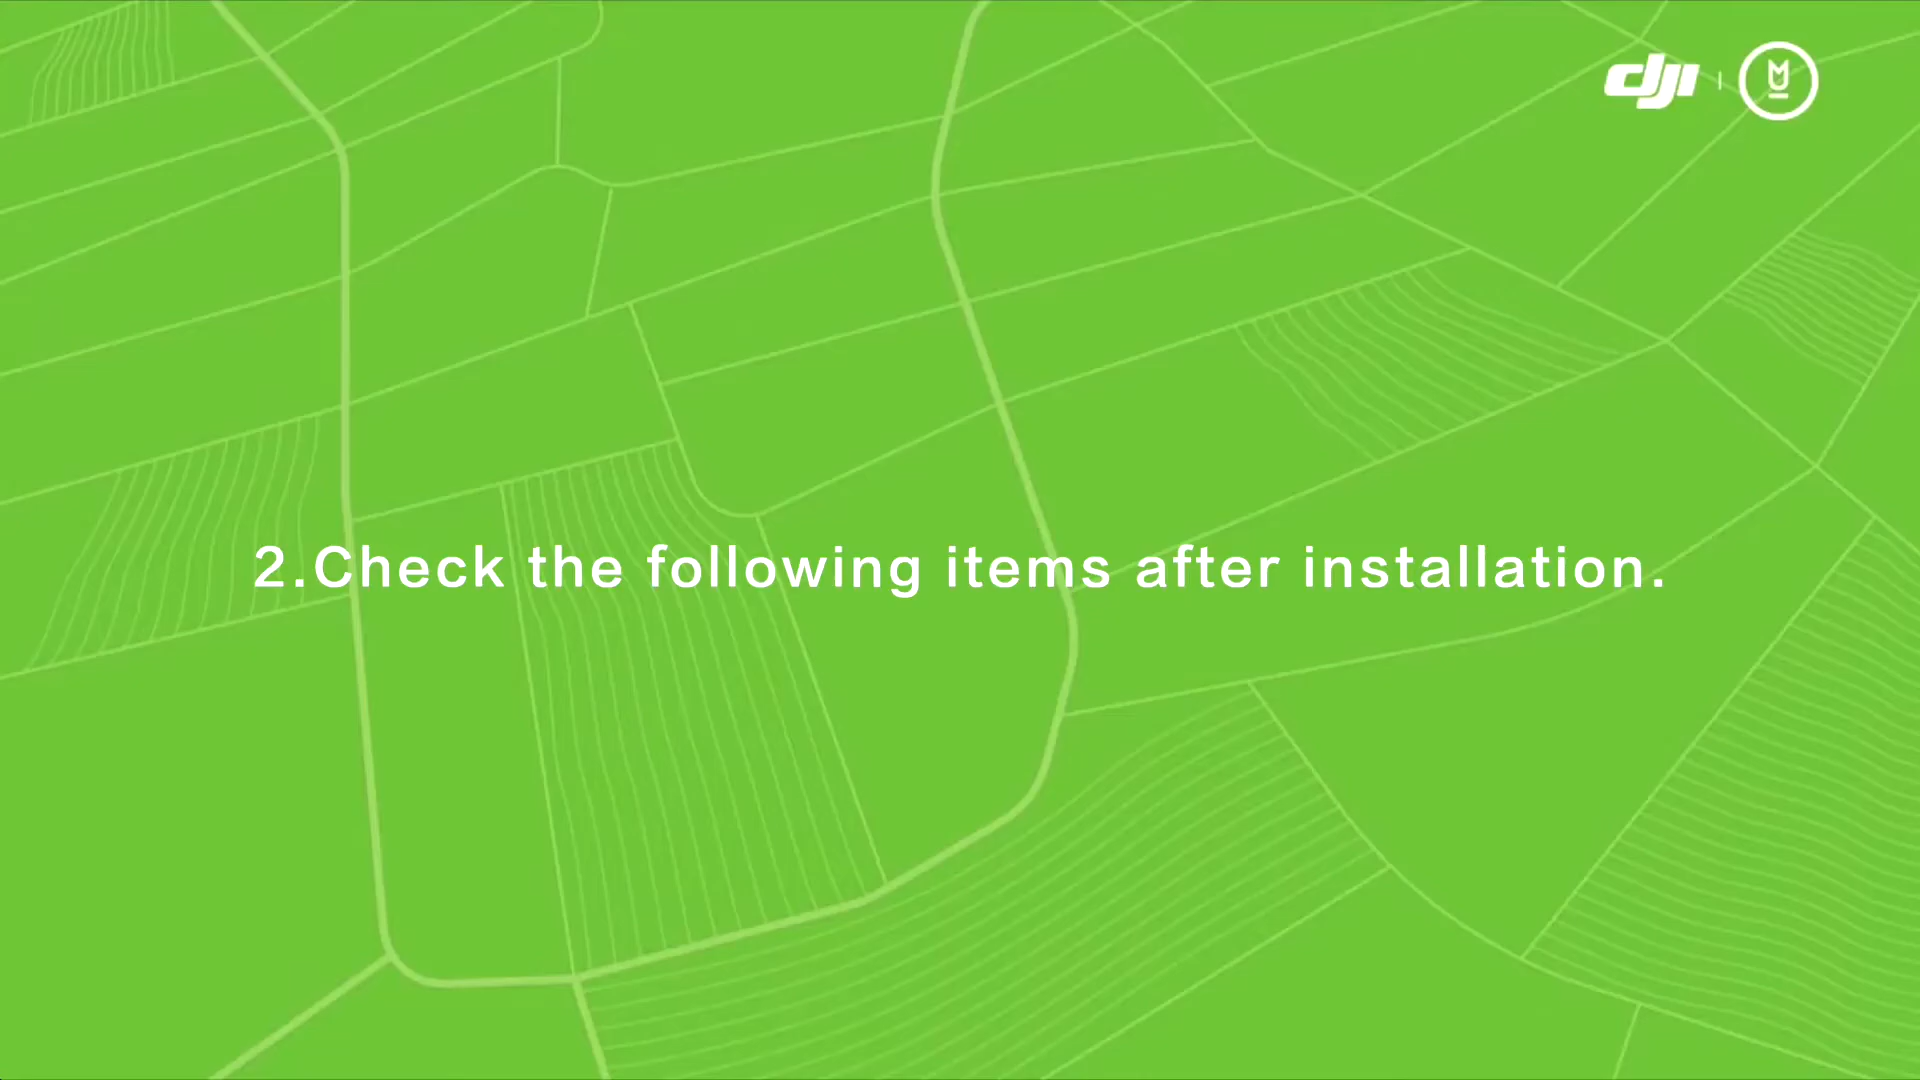 dji
2.Check the following items after installation.